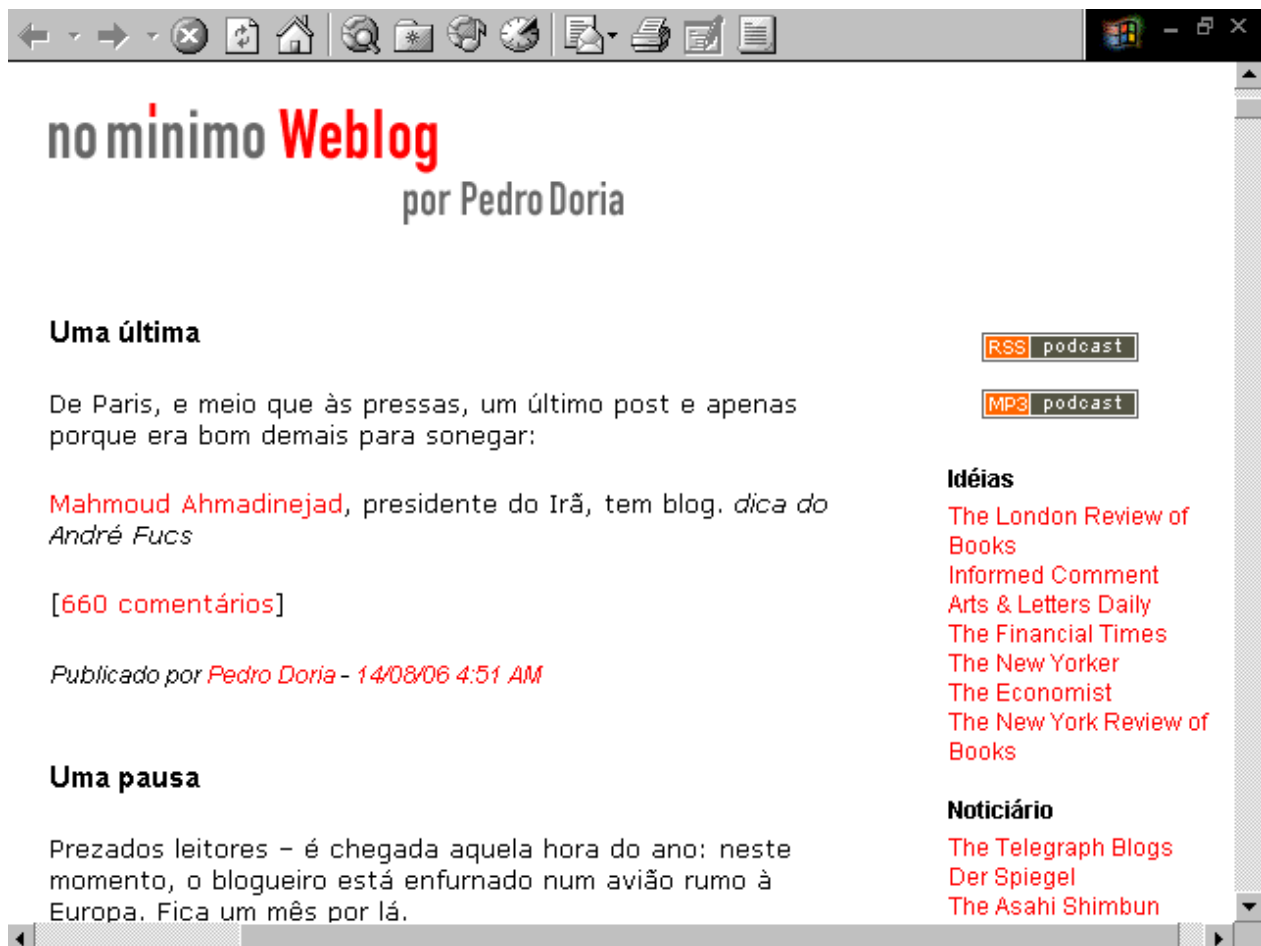 no mínimo Weblog
por Pedro Doria
Uma última
De Paris, e meio que às pressas, um último post e apenas
porque era bom demais para sonegar:
Mahmoud Ahmadinejad, presidente do Irã, tem blog. dica do
André Fucs
[660 comentários]
Publicado por Pedro Doria - 14/08/06 4:51 AM
Uma pausa
Prezados leitores – é chegada aquela hora do ano: neste
momento, o blogueiro está enfurnado num avião rumo à
Europa. Fica um mês por lá.
RSS podcast
MP3 podcast
Idéias
The London Review of
Books
Informed Comment
Arts & Letters Daily
The Financial Times
The New Yorker
The Economist
The New York Review of
Books
Noticiário
The Telegraph Blogs
Der Spiegel
The Asahi Shimbun